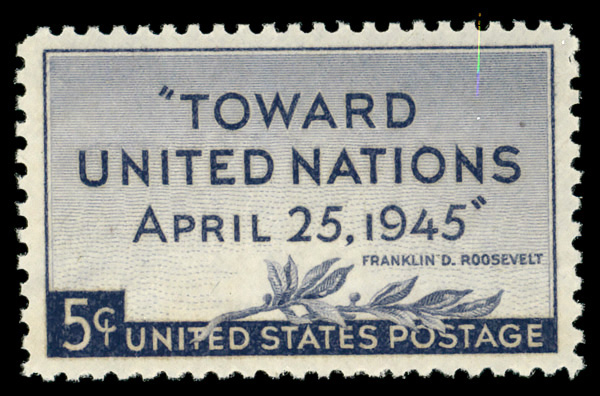 "TOWARD
UNITED NATIONS
APRIL 25, 1945"
FRANKLIN D. ROOSEVELT
5¢ UNITED STATES POSTAGE